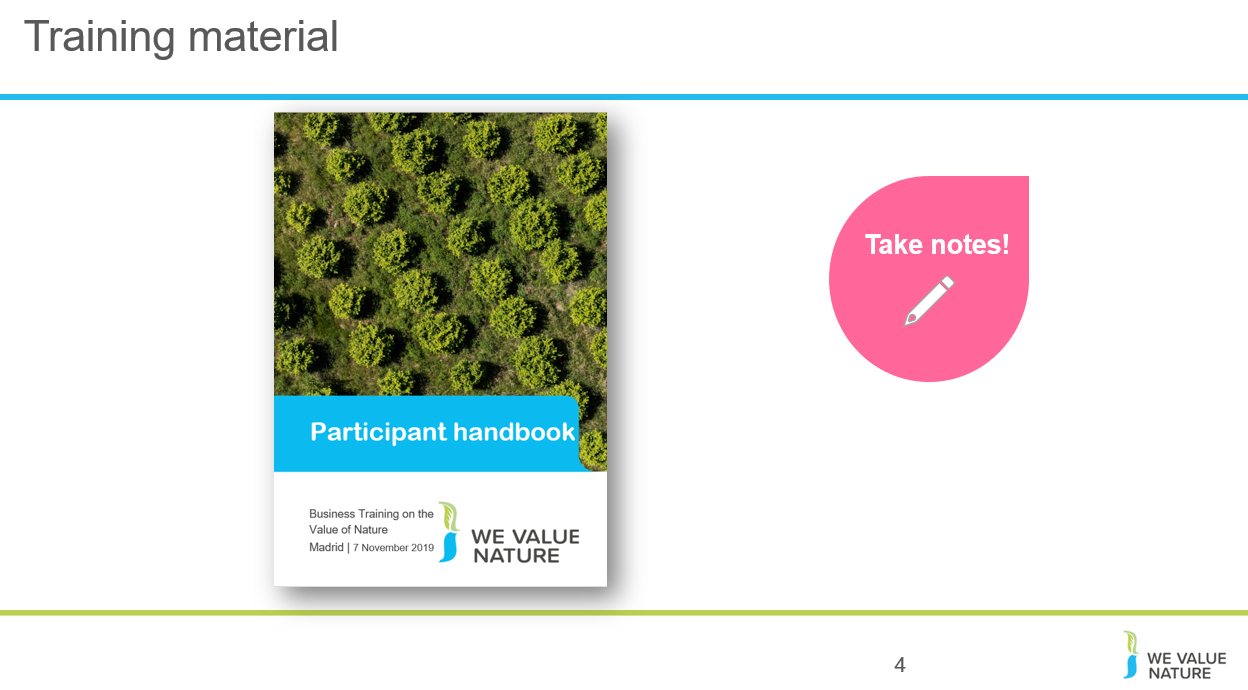 Training material
Take notes!
Participant handbook
Business Training on the
Value of Nature
Madrid | 7 November 2019
WE VALUE
NATURE
4
WE VALUE
NATURE